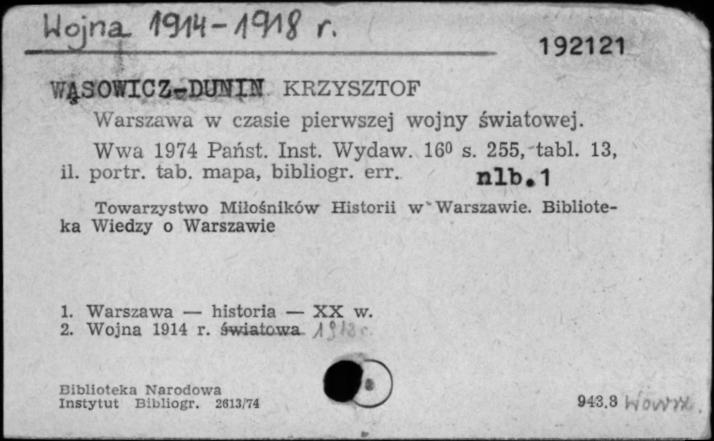 Wojna 1914-1918 r.
192121
WĄSOWICZ-DUNIN KRZYSZTOF
Warszawa w czasie pierwszej wojny światowej.
Wwa 1974 Państ. Inst. Wydaw. 16⁰ s. 255, tabl. 13,
il. portr. tab. mapa, bibliogr. err.
nlb.1
Towarzystwo Miłośników Historii w Warszawie. Bibliote-
ka Wiedzy o Warszawie
1. Warszawa — historia — XX w.
2. Wojna 1914 r. światowa
Biblioteka Narodowa
Instytut Bibliogr. 2613/74
943.8